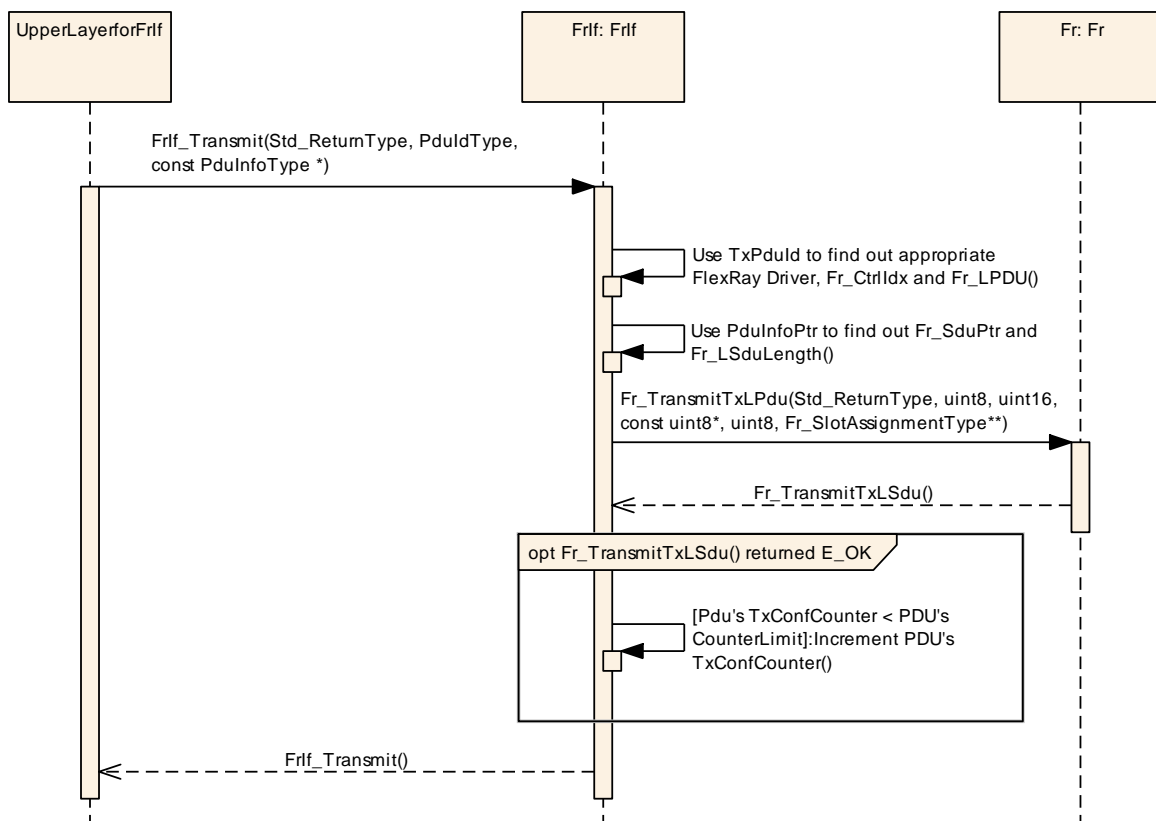 UpperLayerforFrIf
FrIf: FrIf
Fr: Fr
FrIf_Transmit(Std_ReturnType, PduIdType,
const PduInfoType *)
Use TxPduId to find out appropriate
FlexRay Driver, Fr_CtrlIdx and Fr_LPDU()
Use PduInfoPtr to find out Fr_SduPtr and
Fr_LSduLength()
Fr_TransmitTxLPdu(Std_ReturnType, uint8, uint16,
const uint8*, uint8, Fr_SlotAssignmentType**)
Fr_TransmitTxLSdu()
opt Fr_TransmitTxLSdu() returned E_OK
[Pdu's TxConfCounter < PDU's
CounterLimit]:Increment PDU's
TxConfCounter()
FrIf_Transmit()